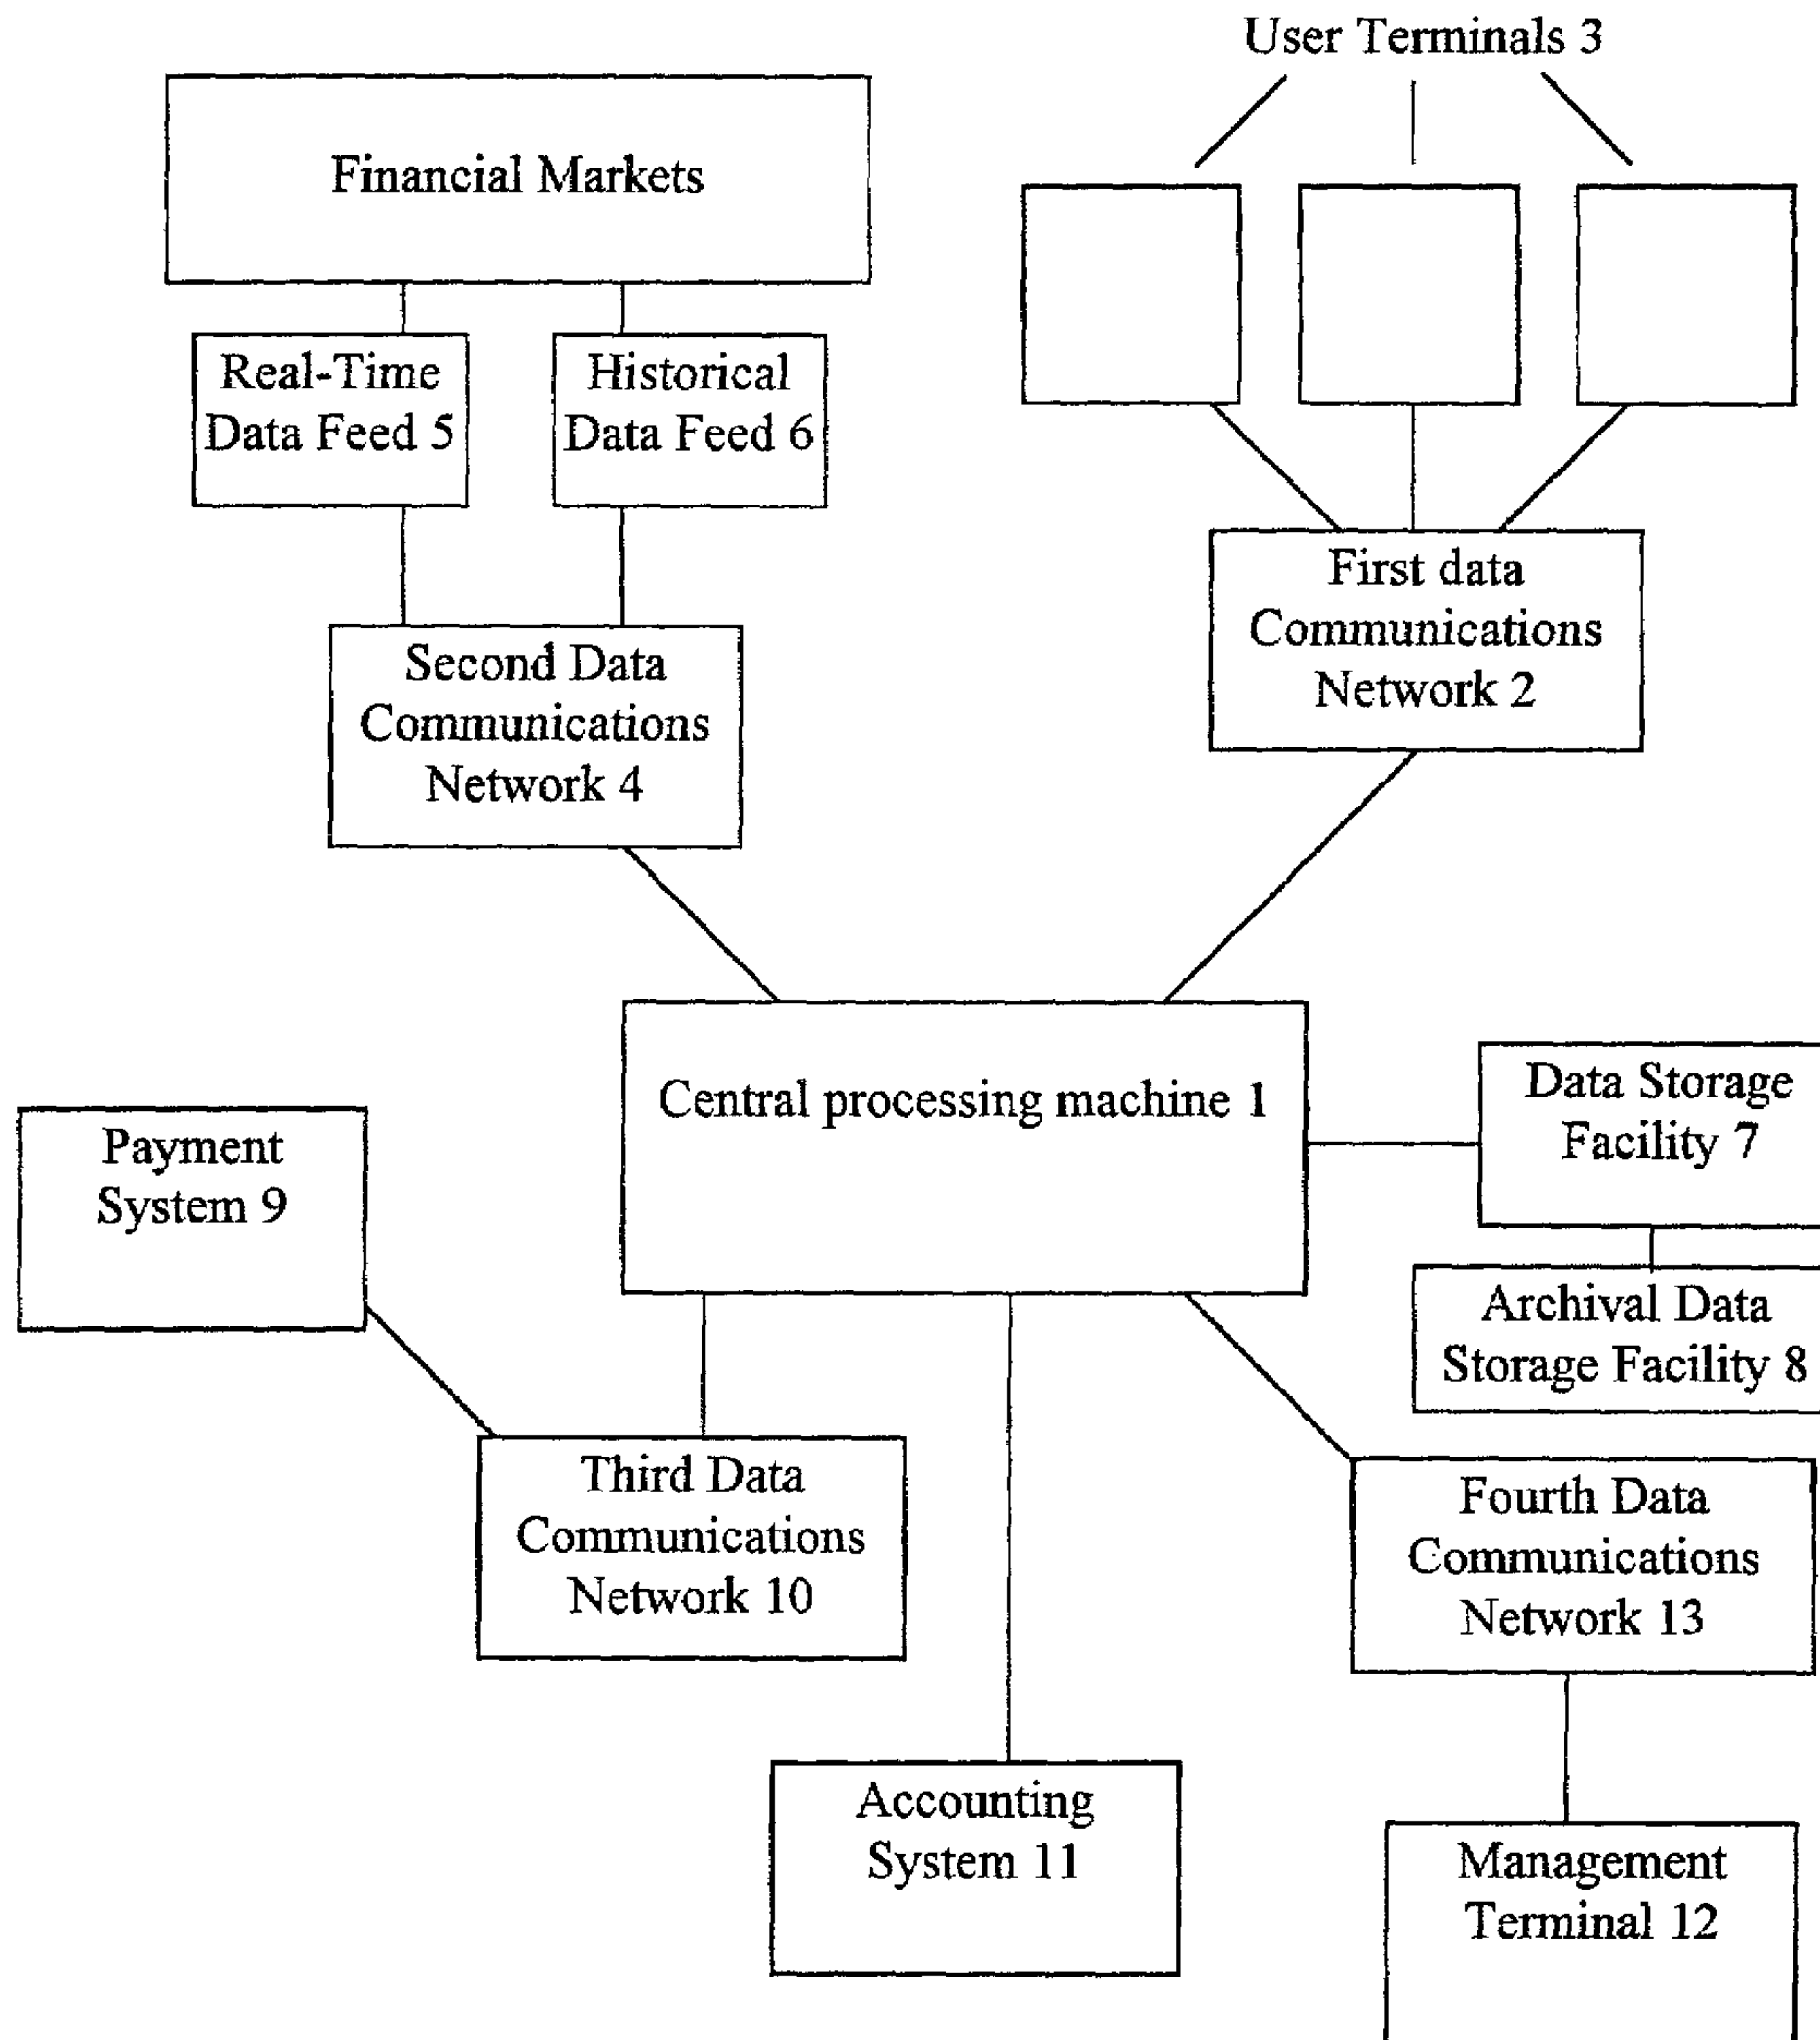 User Terminals 3
Financial Markets
Real-Time
Data Feed 5
Historical
Data Feed 6
First data
Communications
Network 2
Second Data
Communications
Network 4
Central processing machine 1
Data Storage
Facility 7
Payment
System 9
Archival Data
Storage Facility 8
Third Data
Communications
Network 10
Fourth Data
Communications
Network 13
Accounting
System 11
Management
Terminal 12